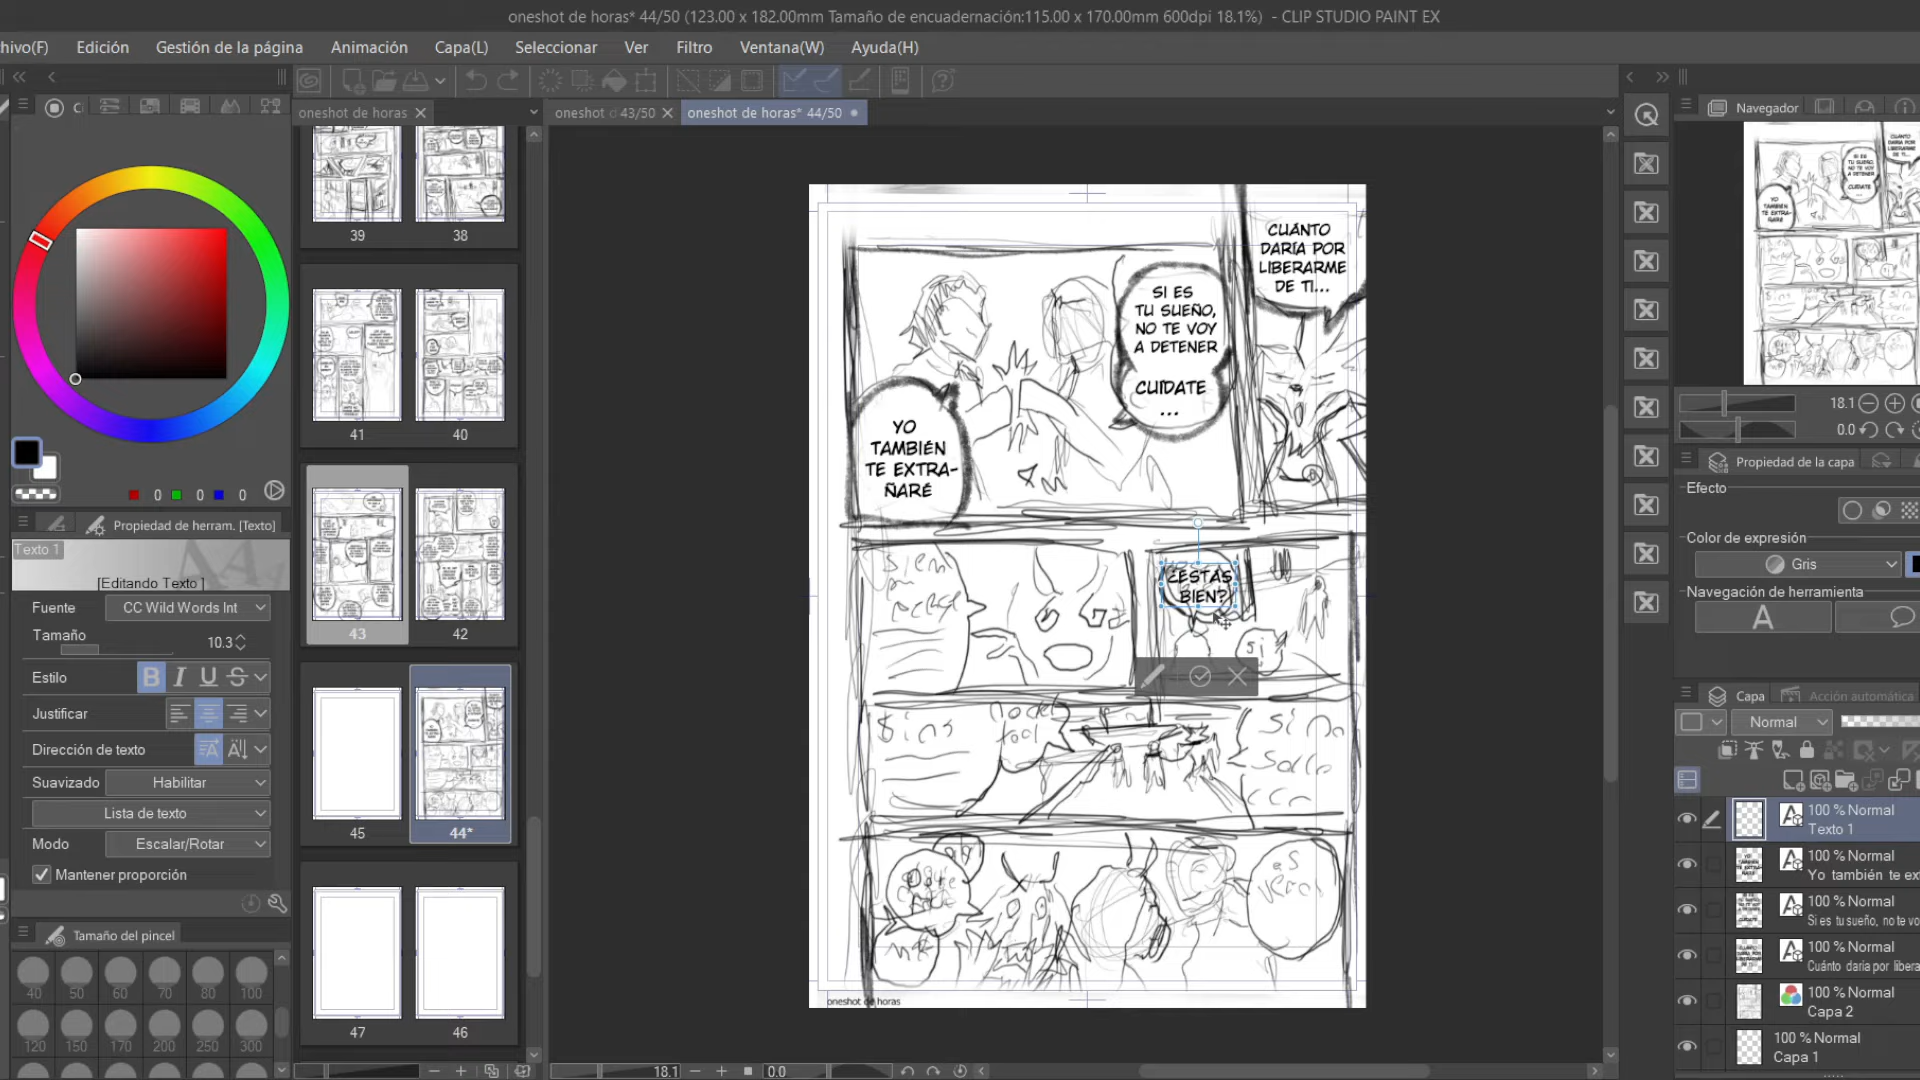 oneshot de horas* 44/50 (123.00 x 182.00mm Tamaño de encuadernación:115.00 x 170.00mm 600dpi 18.1%) - CLIP STUDIO PAINT EX
hivo(F) Edición Gestión de la página Animación Capa(L) Seleccionar Ver Filtro Ventana(W) Ayuda(H)
oneshot de horas
oneshot d 43/50
oneshot de horas* 44/50
0 0 0
Propiedad de herram. [Texto]
Texto 1
[Editando Texto ]
Fuente CC Wild Words Int
Tamaño 10.3
Estilo B I U S
Justificar
Dirección de texto
Suavizado Habilitar
Lista de texto
Modo Escalar/Rotar
Mantener proporción
Tamaño del pincel
40 50 60 70 80 100
120 150 170 200 250 300
39 38
41 40
43 42
45 44*
47 46
CUÁNTO
DARÍA POR
LIBERARME
DE TI...
SI ES
TU SUEÑO,
NO TE VOY
A DETENER
CUIDATE
...
YO
TAMBIÉN
TE EXTRA-
ÑARÉ
¿ESTÁS
BIEN?
si
oneshot de horas
18.1 0.0
Navegador
18.1
0.0
Propiedad de la capa
Efecto
Color de expresión
Gris
Navegación de herramienta
A
Capa Acción automática
Normal
100 % Normal
Texto 1
100 % Normal
Yo también te ex
100 % Normal
Si es tu sueño, no te vo
100 % Normal
Cuánto daría por libera
100 % Normal
Capa 2
100 % Normal
Capa 1